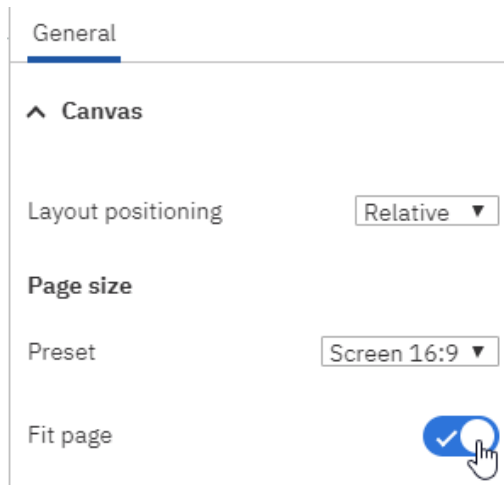 General
Canvas
Layout positioning Relative
Page size
Preset Screen 16:9
Fit page